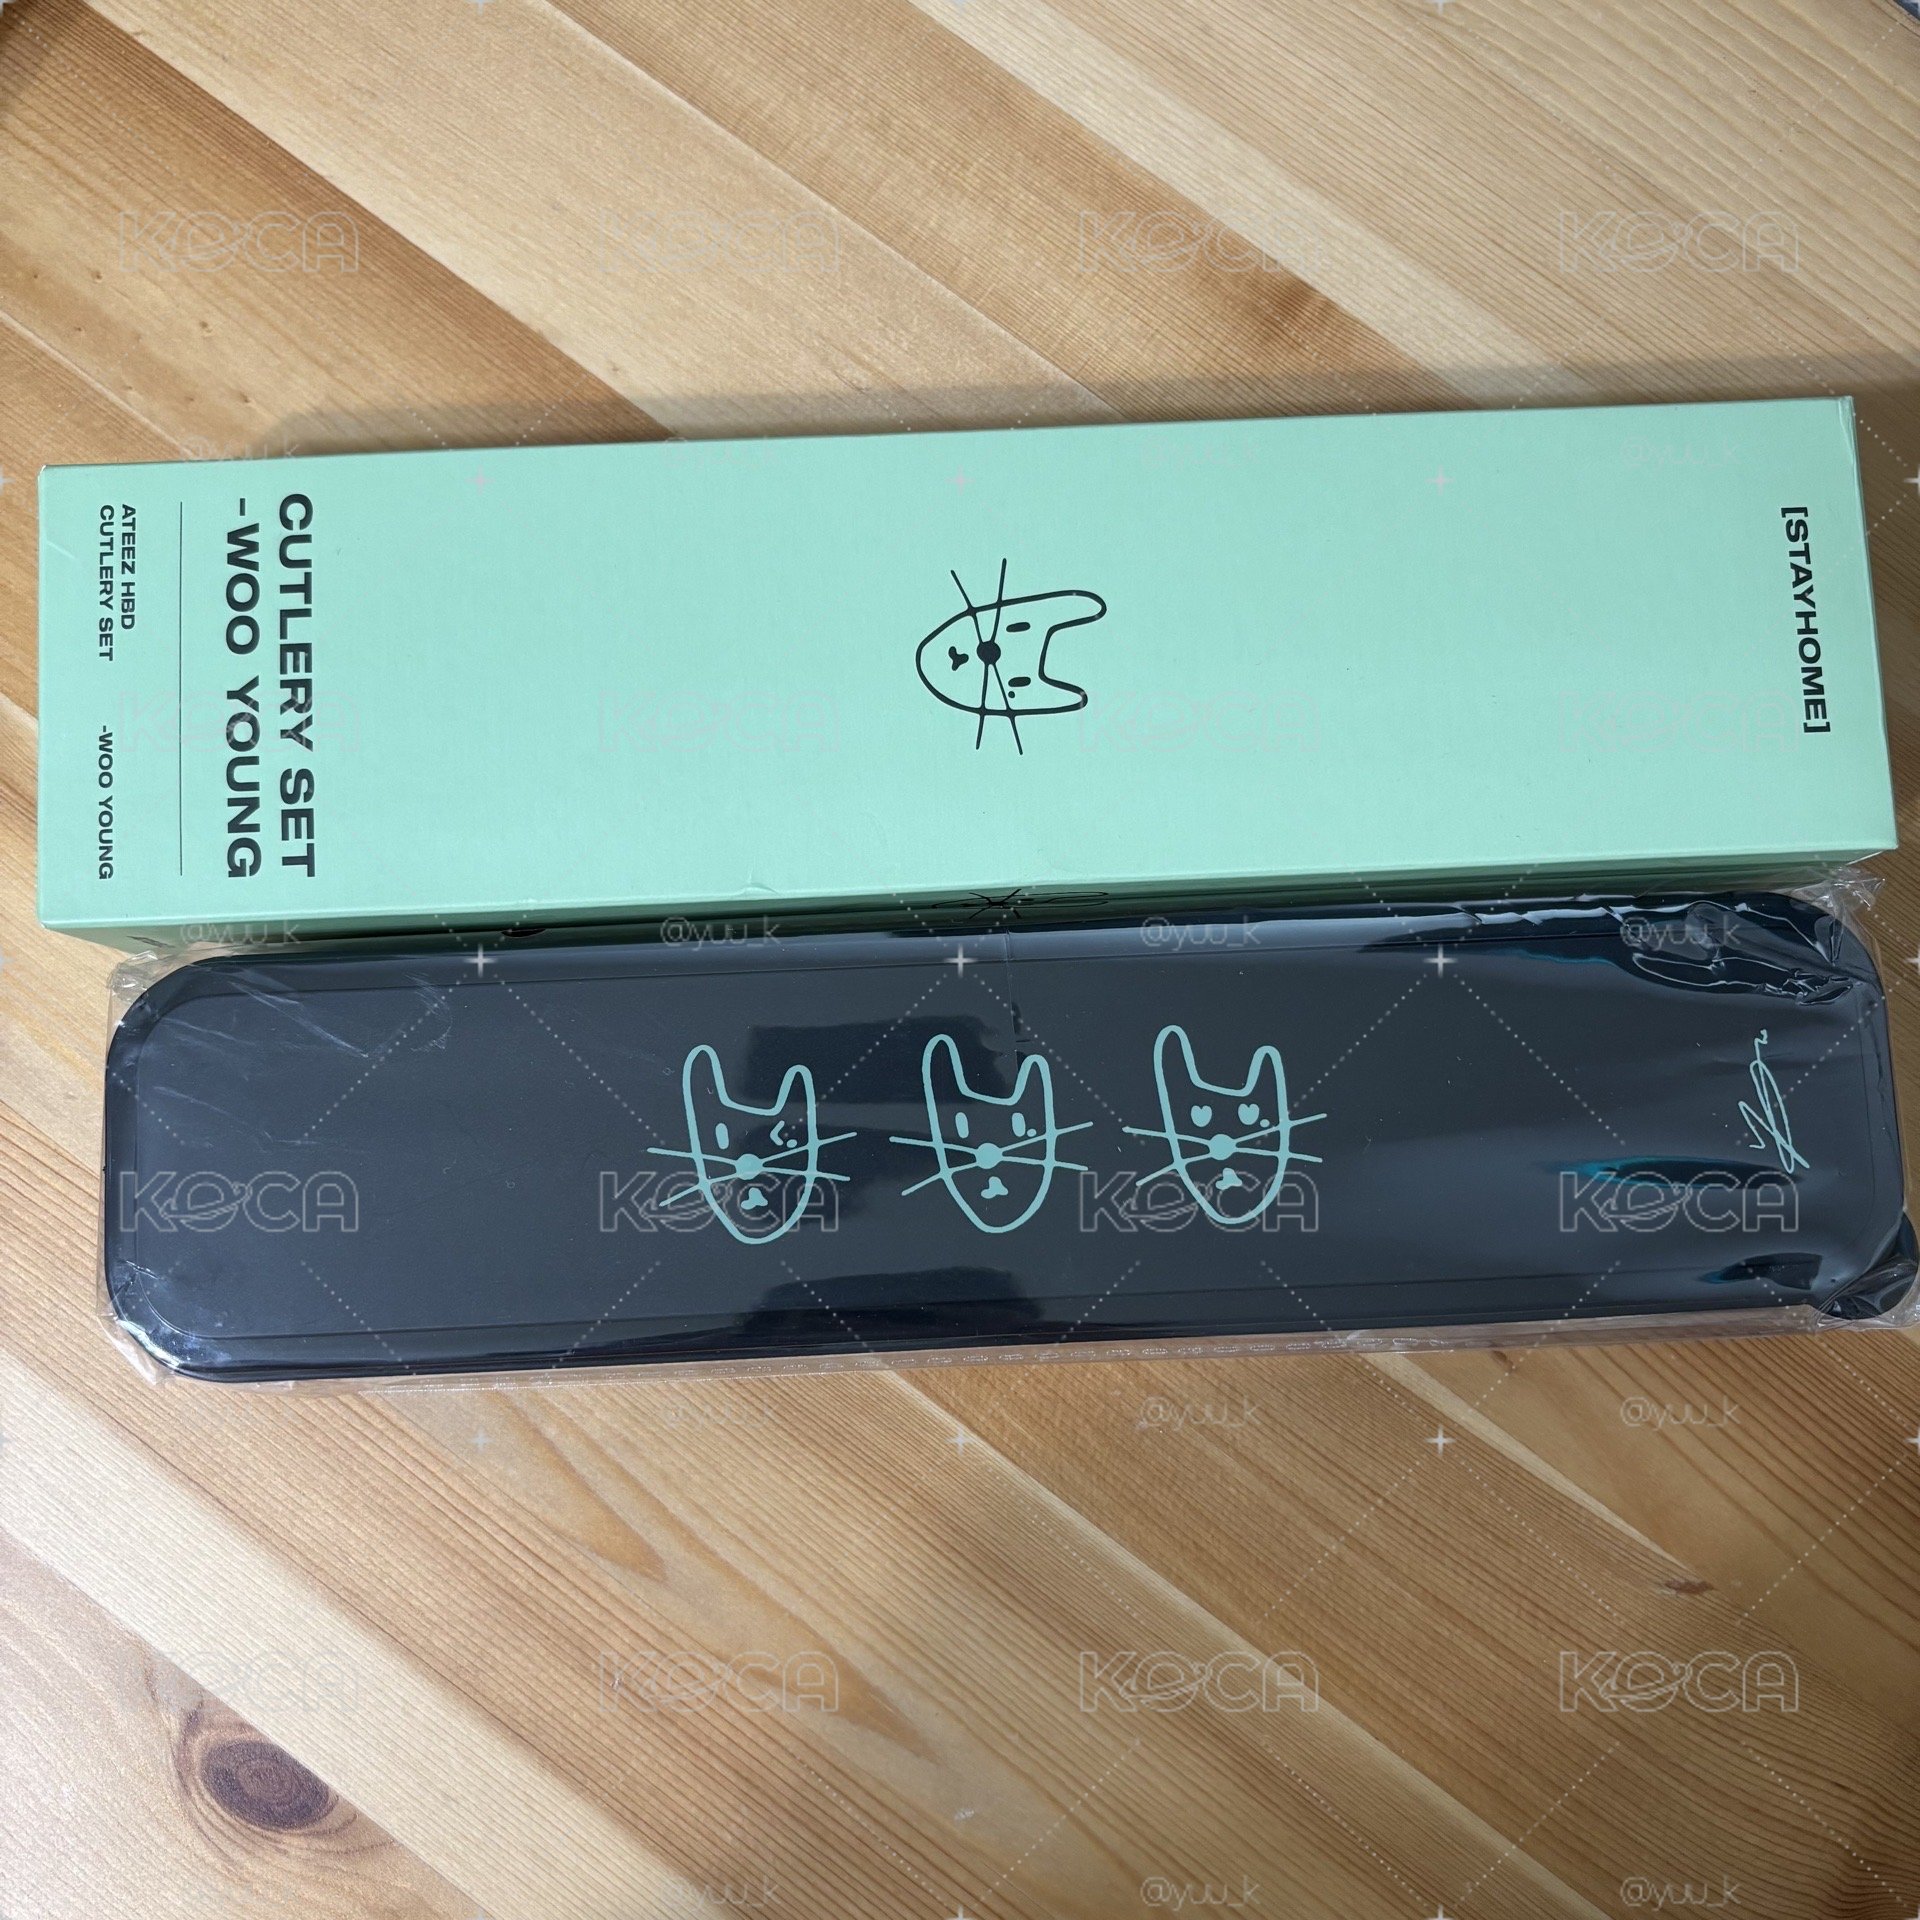 [STAYHOME]
CUTLERY SET
-WOO YOUNG
ATEEZ HBD
CUTLERY SET
-WOO YOUNG
KOCA
@yuu_k